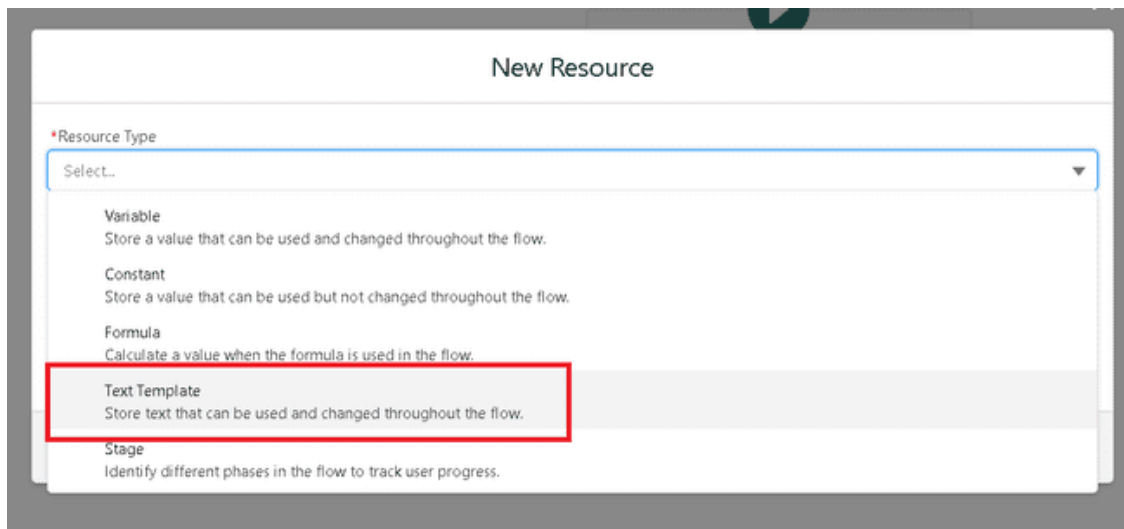 New Resource
*Resource Type
Select...
Variable
Store a value that can be used and changed throughout the flow.
Constant
Store a value that can be used but not changed throughout the flow.
Formula
Calculate a value when the formula is used in the flow.
Text Template
Store text that can be used and changed throughout the flow.
Stage
Identify different phases in the flow to track user progress.